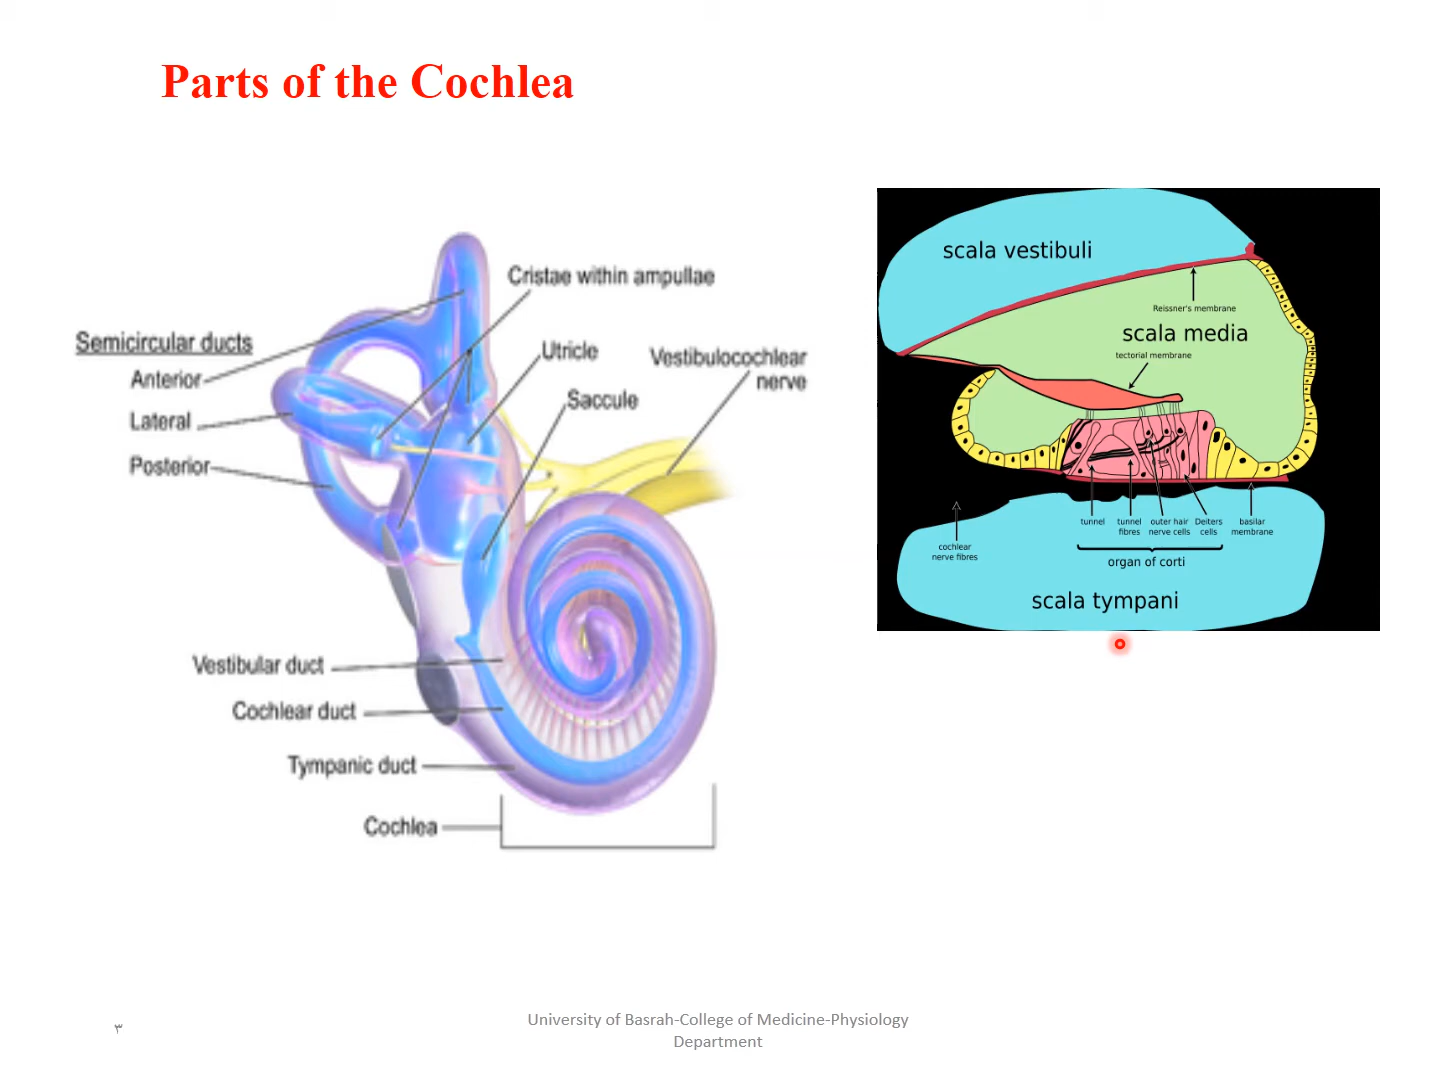 Parts of the Cochlea
Cristae within ampullae
Semicircular ducts
Anterior
Lateral
Posterior
Utricle
Saccule
Vestibulocochlear
nerve
Vestibular duct
Cochlear duct
Tympanic duct
Cochlea
scala vestibuli
Reissner's membrane
scala media
tectorial membrane
cochlear
nerve fibres
tunnel
tunnel
fibres
outer hair
nerve cells
Deiters
cells
basilar
membrane
organ of corti
scala tympani
٣
University of Basrah-College of Medicine-Physiology
Department